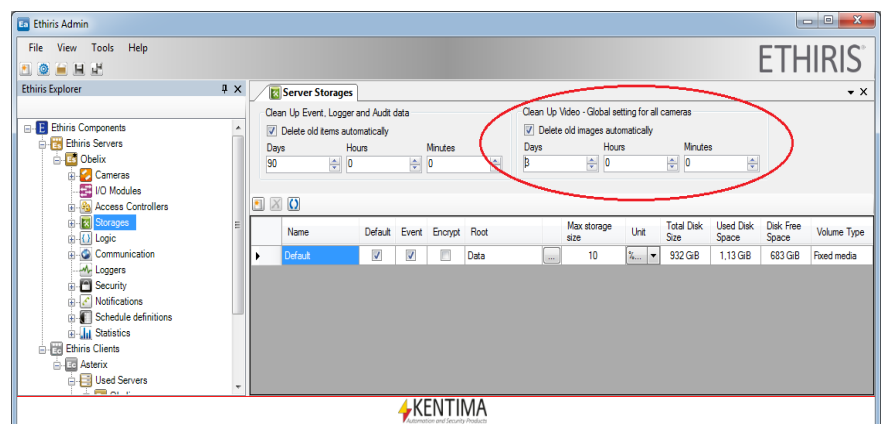 Ethiris Admin
File View Tools Help
ETHIRIS
Ethiris Explorer
Server Storages
Clean Up Event, Logger and Audit data
Clean Up Video - Global setting for all cameras
Delete old items automatically
Delete old images automatically
Days Hours Minutes
Days Hours Minutes
90 0 0
3 0 0
Ethiris Components
Ethiris Servers
Obelix
Cameras
I/O Modules
Access Controllers
Storages
Logic
Communication
Loggers
Security
Notifications
Schedule definitions
Statistics
Ethiris Clients
Asterix
Used Servers
Name Default Event Encrypt Root Max storage size Unit Total Disk Size Used Disk Space Disk Free Space Volume Type
Default Data ... 10 %... 932 GiB 1,13 GiB 683 GiB Fixed media
KENTIMA
Automation and Security Products